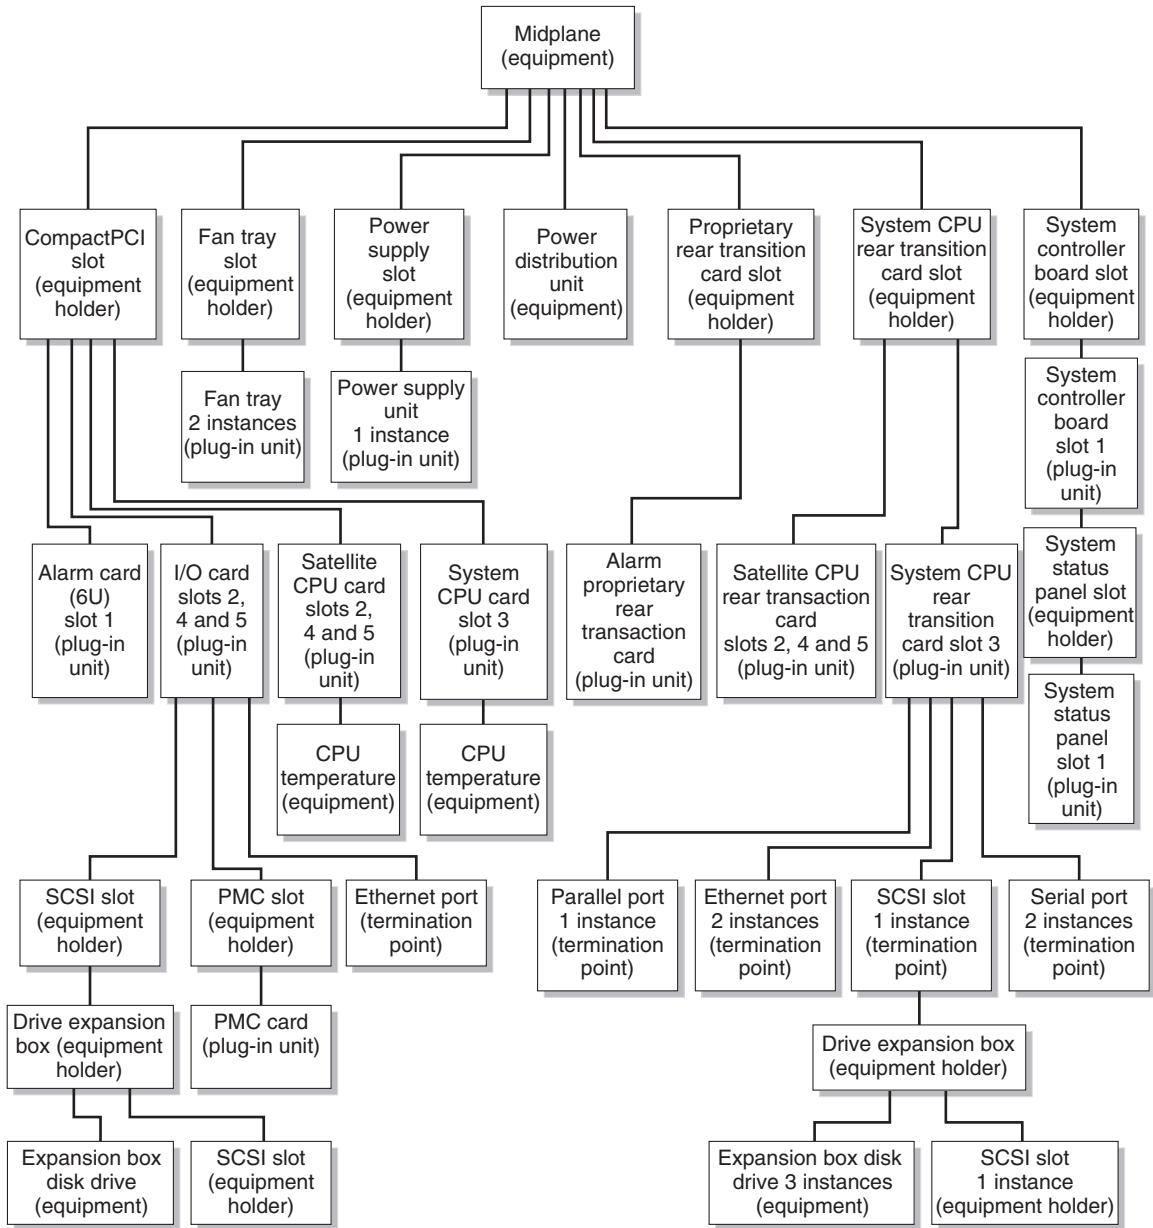 Midplane
(equipment)
CompactPCI
slot
(equipment
holder)
Fan tray
slot
(equipment
holder)
Power
supply
slot
(equipment
holder)
Power
distribution
unit
(equipment)
Proprietary
rear transition
card slot
(equipment
holder)
System CPU
rear transition
card slot
(equipment
holder)
System
controller
board slot
(equipment
holder)
Fan tray
2 instances
(plug-in unit)
Power supply
unit
1 instance
(plug-in unit)
System
controller
board
slot 1
(plug-in
unit)
Alarm card
(6U)
slot 1
(plug-in
unit)
I/O card
slots 2,
4 and 5
(plug-in
unit)
Satellite
CPU card
slots 2,
4 and 5
(plug-in
unit)
System
CPU card
slot 3
(plug-in
unit)
Alarm
proprietary
rear
transaction
card
(plug-in unit)
Satellite CPU
rear transaction
card
slots 2, 4 and 5
(plug-in unit)
System CPU
rear
transition
card slot 3
(plug-in unit)
System
status
panel slot
(equipment
holder)
System
status
panel
slot 1
(plug-in
unit)
CPU
temperature
(equipment)
CPU
temperature
(equipment)
SCSI slot
(equipment
holder)
PMC slot
(equipment
holder)
Ethernet port
(termination
point)
Parallel port
1 instance
(termination
point)
Ethernet port
2 instances
(termination
point)
SCSI slot
1 instance
(termination
point)
Serial port
2 instances
(termination
point)
Drive expansion
box (equipment
holder)
PMC card
(plug-in unit)
Drive expansion box
(equipment holder)
Expansion box
disk drive
(equipment)
SCSI slot
(equipment
holder)
Expansion box disk
drive 3 instances
(equipment)
SCSI slot
1 instance
(equipment holder)